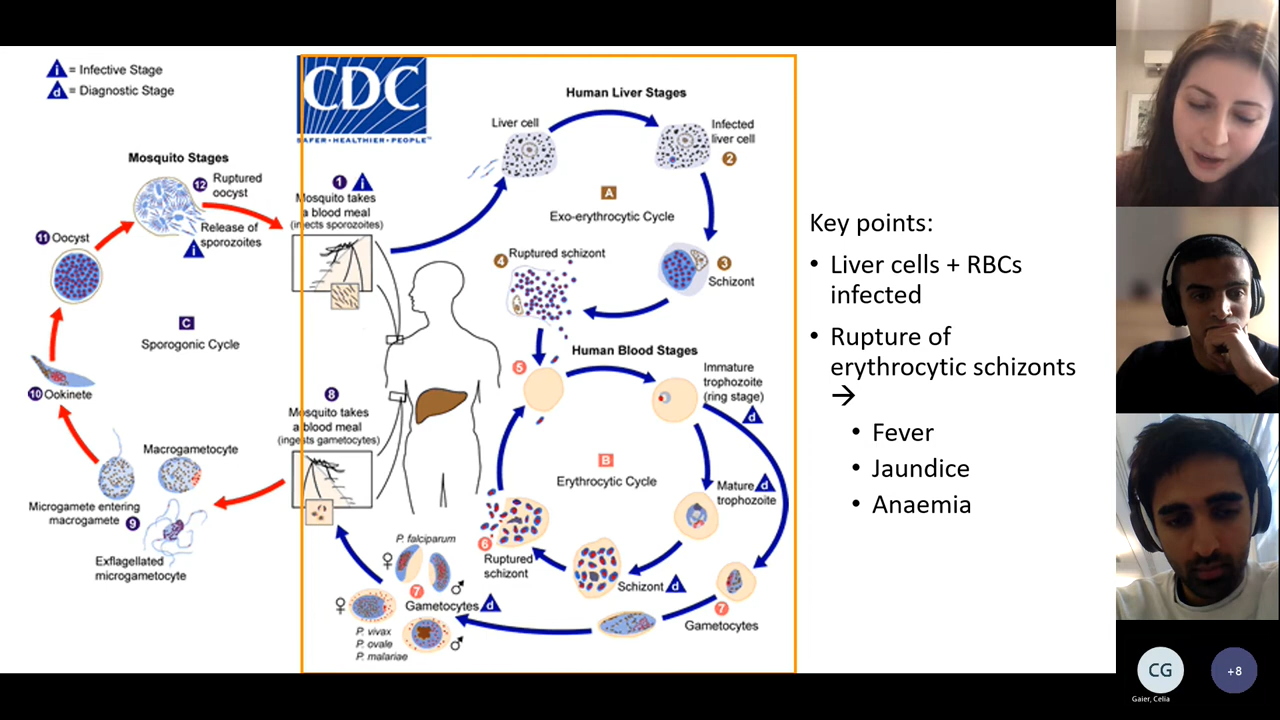 i = Infective Stage
d = Diagnostic Stage
CDC
SAFER • HEALTHIER • PEOPLE™
Mosquito Stages
12 Ruptured
oocyst
Release of
sporozoites
i
11 Oocyst
C
Sporogonic Cycle
10 Ookinete
Macrogametocyte
Microgamete entering
macrogamete 9
Exflagellated
microgametocyte
1 i
Mosquito takes
a blood meal
(injects sporozoites)
8
Mosquito takes
a blood meal
(ingests gametocytes)
Human Liver Stages
Liver cell
Infected
liver cell
2
A
Exo-erythrocytic Cycle
4 Ruptured schizont
3
Schizont
Human Blood Stages
5
Immature
trophozoite
(ring stage)
d
B
Erythrocytic Cycle
Mature d
trophozoite
6
Ruptured
schizont
Schizont d
7
Gametocytes
P. falciparum
♀
7
♂
Gametocytes d
♀
P. vivax
P. ovale
P. malariae
♂
Key points:
• Liver cells + RBCs
infected
• Rupture of
erythrocytic schizonts
→
• Fever
• Jaundice
• Anaemia
CG
Gaier, Celia
+8